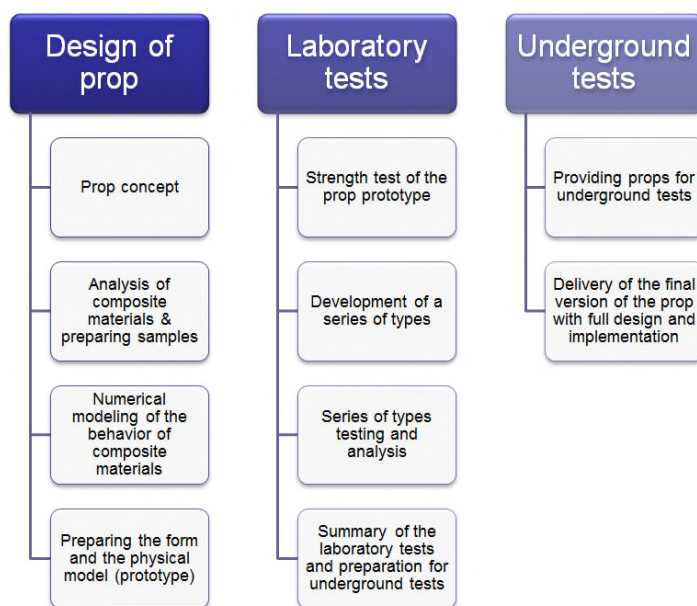 Design of
prop
Prop concept
Analysis of
composite
materials &
preparing samples
Numerical
modeling of the
behavior of
composite
materials
Preparing the form
and the physical
model (prototype)
Laboratory
tests
Strength test of the
prop prototype
Development of a
series of types
Series of types
testing and
analysis
Summary of the
laboratory tests
and preparation for
underground tests
Underground
tests
Providing props for
underground tests
Delivery of the final
version of the prop
with full design and
implementation